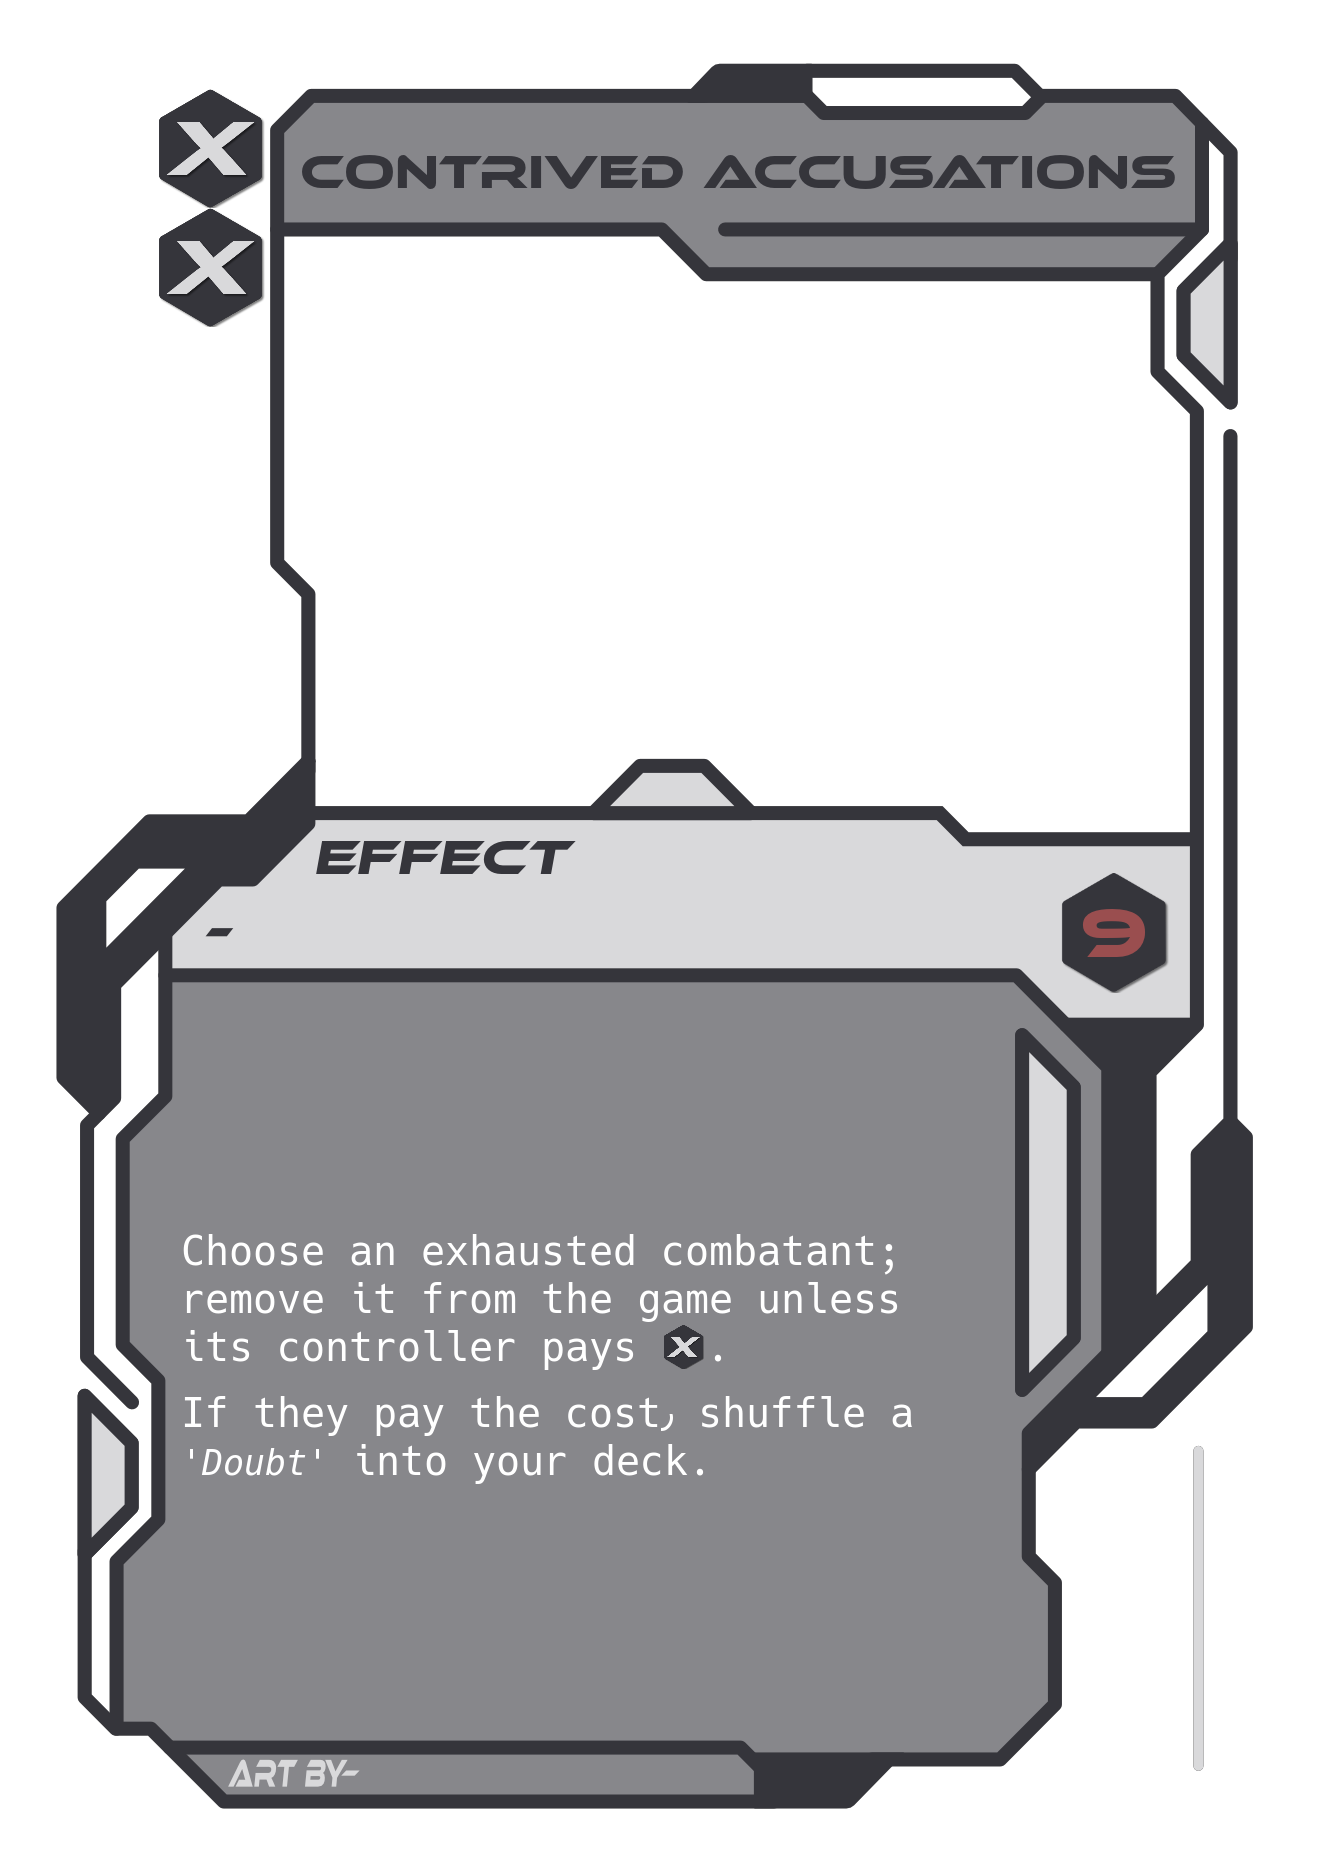 X
X
CONTRIVED ACCUSATIONS
EFFECT
-
9
Choose an exhausted combatant;
remove it from the game unless
its controller pays X.
If they pay the cost, shuffle a
'Doubt' into your deck.
ART BY-